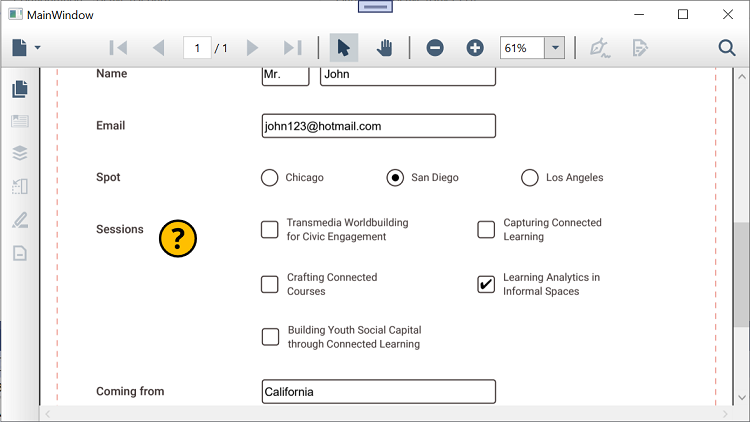 MainWindow
1 / 1
61%
Name Mr. John
Email john123@hotmail.com
Spot Chicago San Diego Los Angeles
Sessions ? Transmedia Worldbuilding
for Civic Engagement
Capturing Connected
Learning
Crafting Connected
Courses
Learning Analytics in
Informal Spaces
Building Youth Social Capital
through Connected Learning
Coming from California